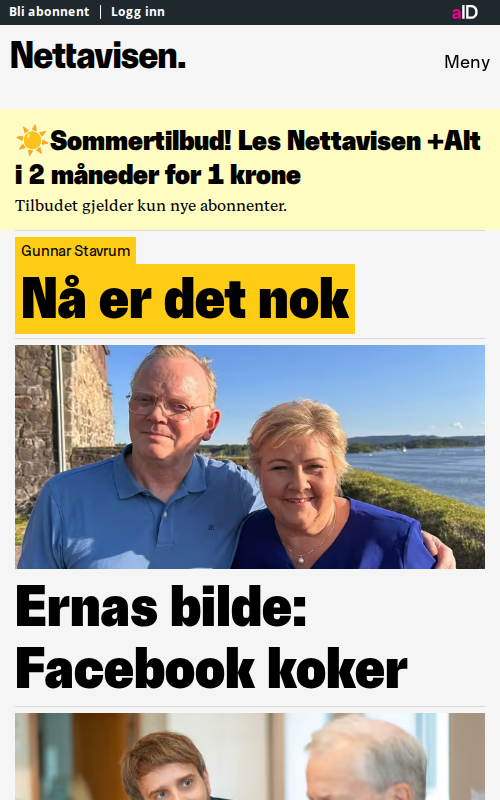 Bli abonnent | Logg inn
aID
Nettavisen.
Meny
☀️Sommertilbud! Les Nettavisen +Alt
i 2 måneder for 1 krone
Tilbudet gjelder kun nye abonnenter.
Gunnar Stavrum
Nå er det nok
Ernas bilde:
Facebook koker